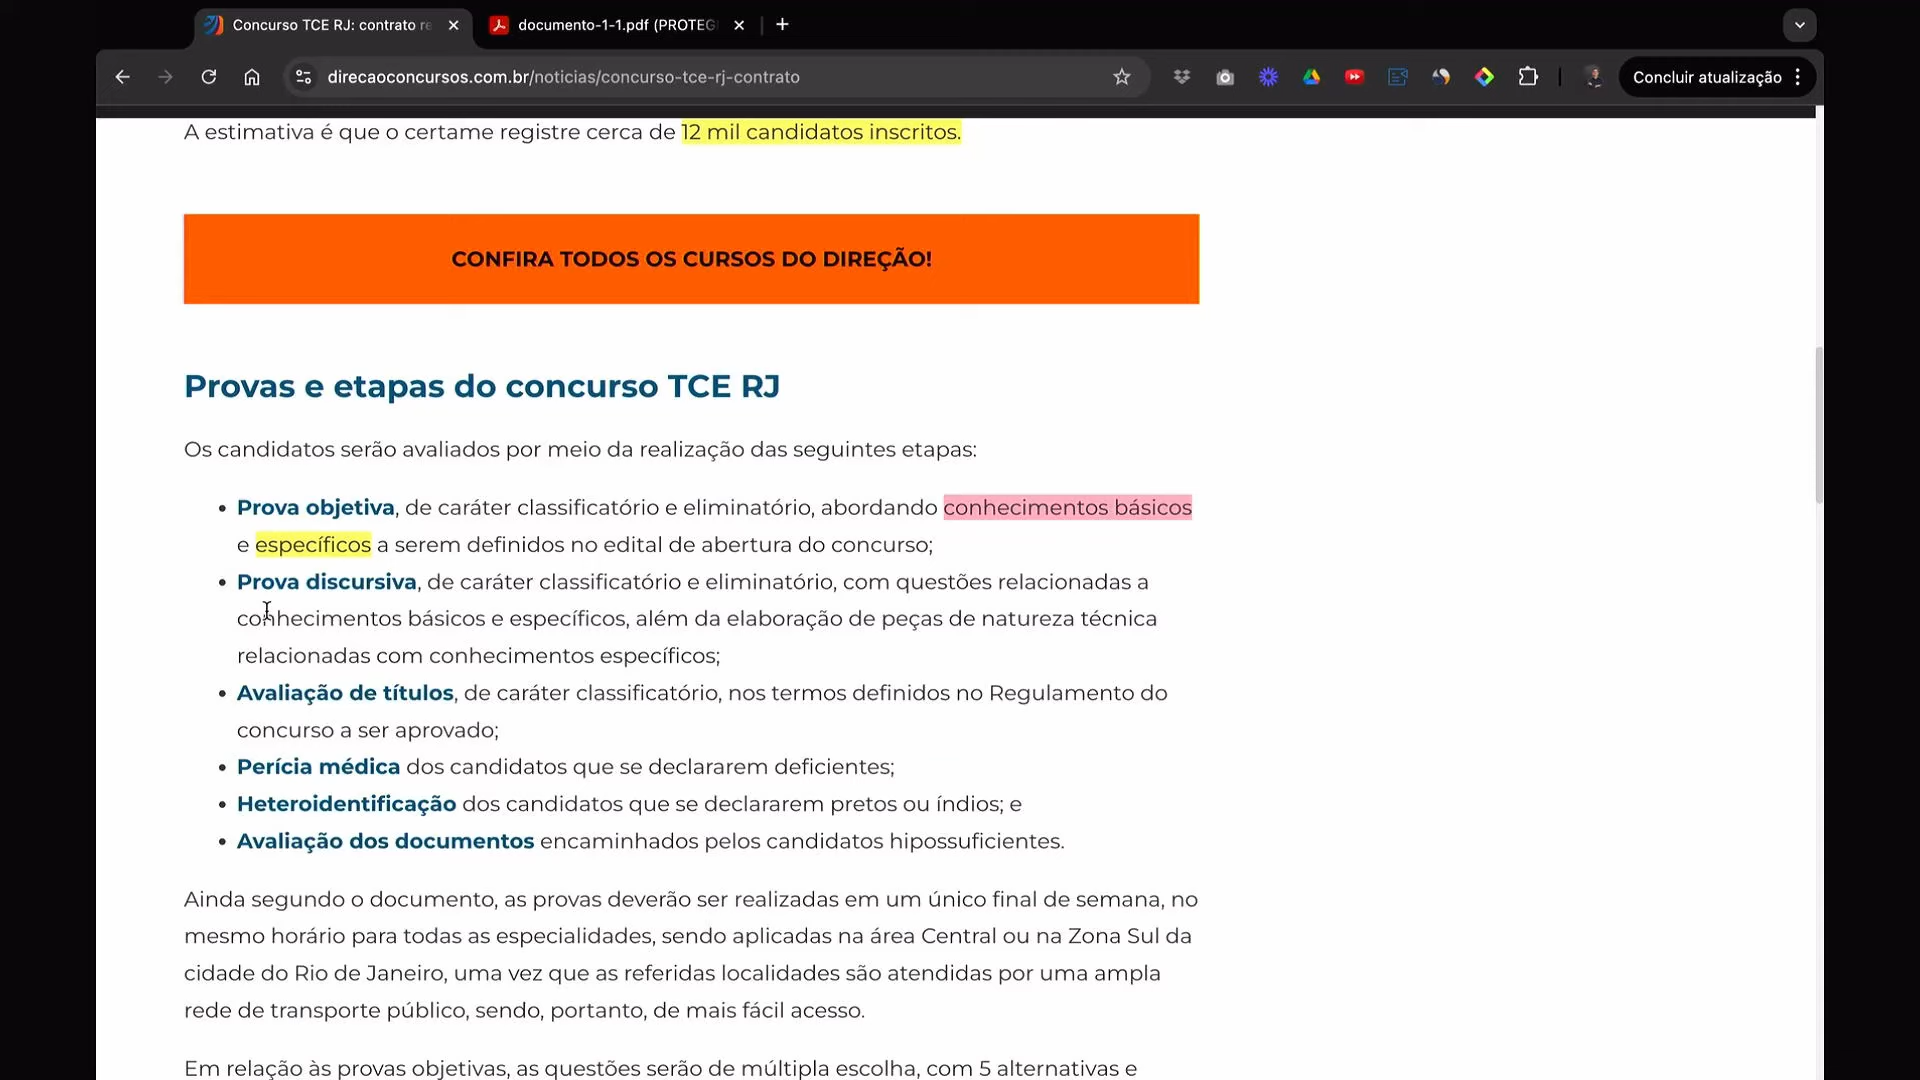 Concurso TCE RJ: contrato re
documento-1-1.pdf (PROTEG
direcaoconcursos.com.br/noticias/concurso-tce-rj-contrato
Concluir atualização
A estimativa é que o certame registre cerca de 12 mil candidatos inscritos.
CONFIRA TODOS OS CURSOS DO DIREÇÃO!
Provas e etapas do concurso TCE RJ
Os candidatos serão avaliados por meio da realização das seguintes etapas:
• Prova objetiva, de caráter classificatório e eliminatório, abordando conhecimentos básicos
e específicos a serem definidos no edital de abertura do concurso;
• Prova discursiva, de caráter classificatório e eliminatório, com questões relacionadas a
conhecimentos básicos e específicos, além da elaboração de peças de natureza técnica
relacionadas com conhecimentos específicos;
• Avaliação de títulos, de caráter classificatório, nos termos definidos no Regulamento do
concurso a ser aprovado;
• Perícia médica dos candidatos que se declararem deficientes;
• Heteroidentificação dos candidatos que se declararem pretos ou índios; e
• Avaliação dos documentos encaminhados pelos candidatos hipossuficientes.
Ainda segundo o documento, as provas deverão ser realizadas em um único final de semana, no
mesmo horário para todas as especialidades, sendo aplicadas na área Central ou na Zona Sul da
cidade do Rio de Janeiro, uma vez que as referidas localidades são atendidas por uma ampla
rede de transporte público, sendo, portanto, de mais fácil acesso.
Em relação às provas objetivas, as questões serão de múltipla escolha, com 5 alternativas e